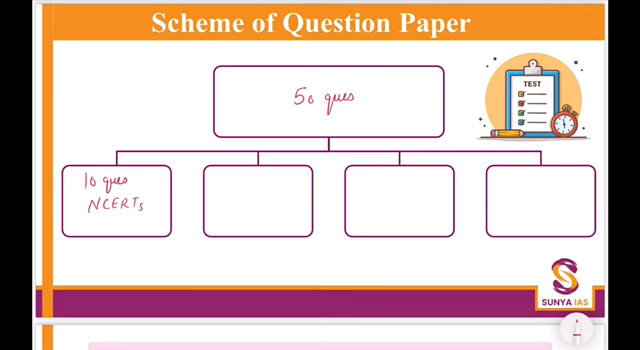 Scheme of Question Paper
50 ques
TEST
10 ques
NCERTs
SUNYA IAS